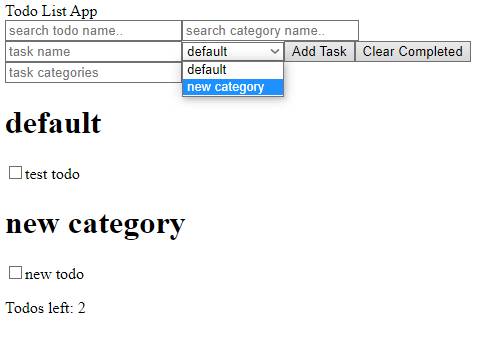 Todo List App
search todo name.. search category name..
task name default Add Task Clear Completed
task categories default
new category
default
test todo
new category
new todo
Todos left: 2